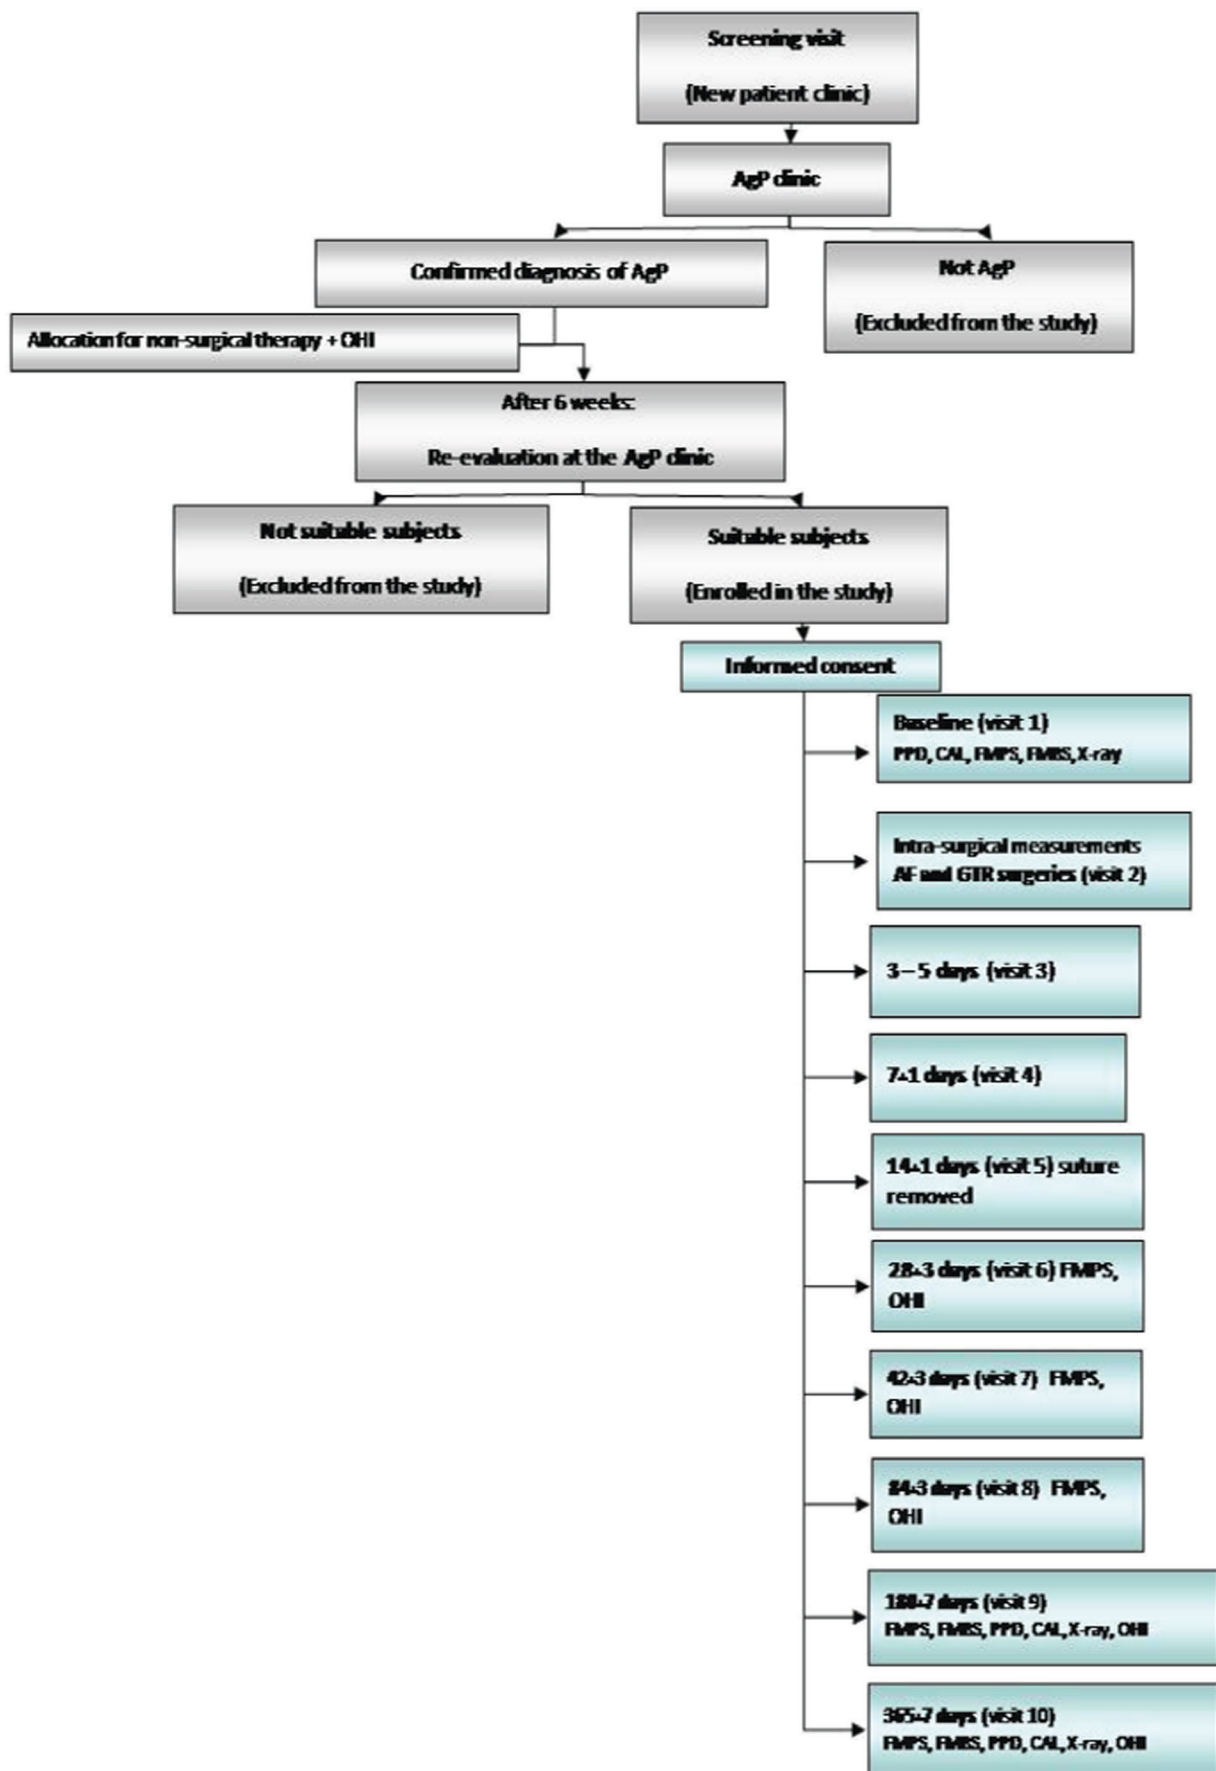 Screening visit
(New patient clinic)
AgP clinic
Confirmed diagnosis of AgP
Not AgP
(Excluded from the study)
Allocation for non-surgical therapy + OHI
After 6 weeks:
Re-evaluation at the AgP clinic
Not suitable subjects
(Excluded from the study)
Suitable subjects
(Enrolled in the study)
Informed consent
Baseline (visit 1)
PPD, CAL, FMPS, FMBS, X-ray
Intra-surgical measurements
AF and GTR surgeries (visit 2)
3 – 5 days (visit 3)
7±1 days (visit 4)
14±1 days (visit 5) suture
removed
28±3 days (visit 6) FMPS,
OHI
42±3 days (visit 7) FMPS,
OHI
84±3 days (visit 8) FMPS,
OHI
180±7 days (visit 9)
FMPS, FMBS, PPD, CAL, X-ray, OHI
365±7 days (visit 10)
FMPS, FMBS, PPD, CAL, X-ray, OHI